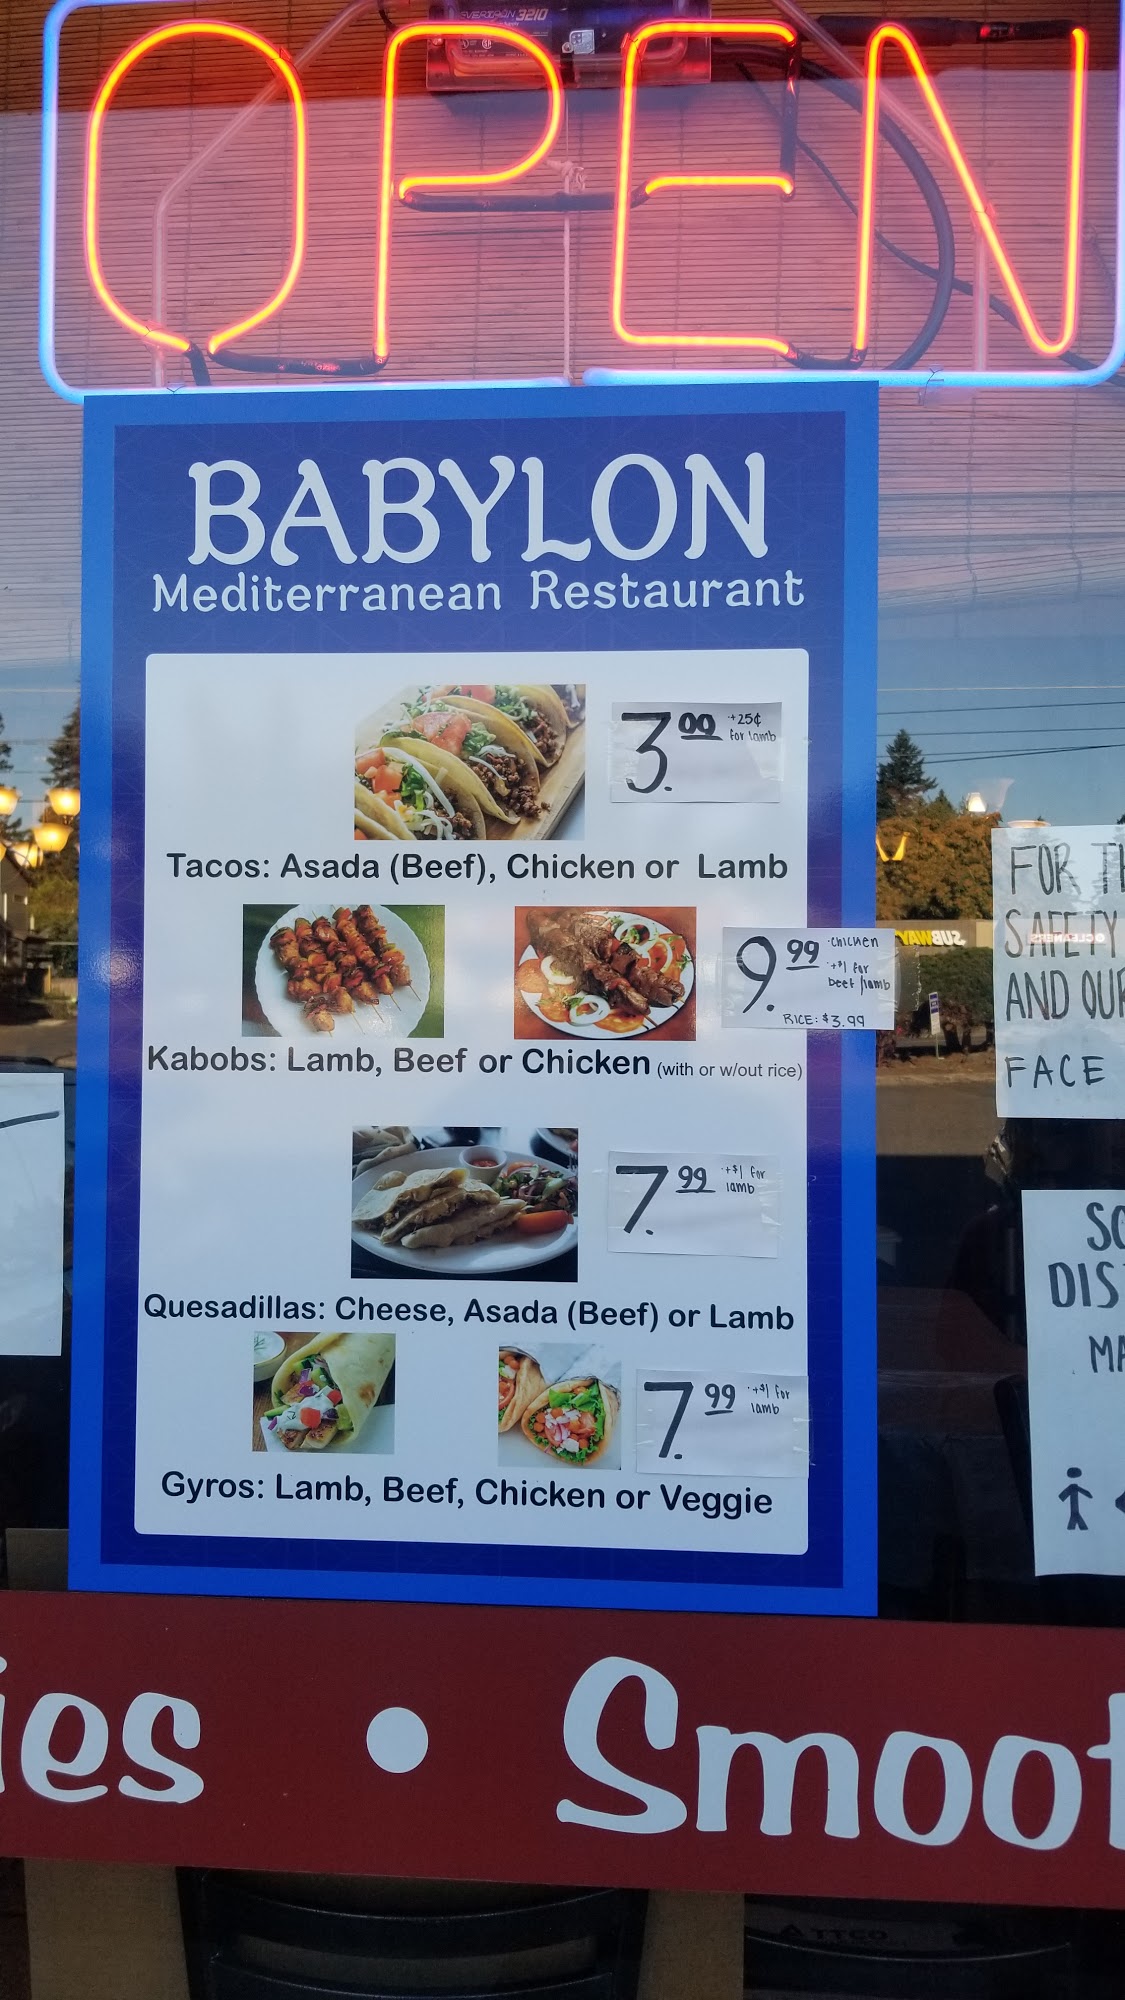 OPEN
3210
BABYLON
Mediterranean Restaurant
3.00
+25¢
for lamb
Tacos: Asada (Beef), Chicken or Lamb
9.99
·CHICKEN
·+$1 for
beef/lamb
RICE: $3.99
Kabobs: Lamb, Beef or Chicken (with or w/out rice)
7.99
·+$1 for
lamb
Quesadillas: Cheese, Asada (Beef) or Lamb
7.99
·+$1 for
lamb
Gyros: Lamb, Beef, Chicken or Veggie
SUBWAY
CLEANERS
FOR TH
SAFETY
AND OUR
FACE
SO
DIS
MA
ies • Smoot